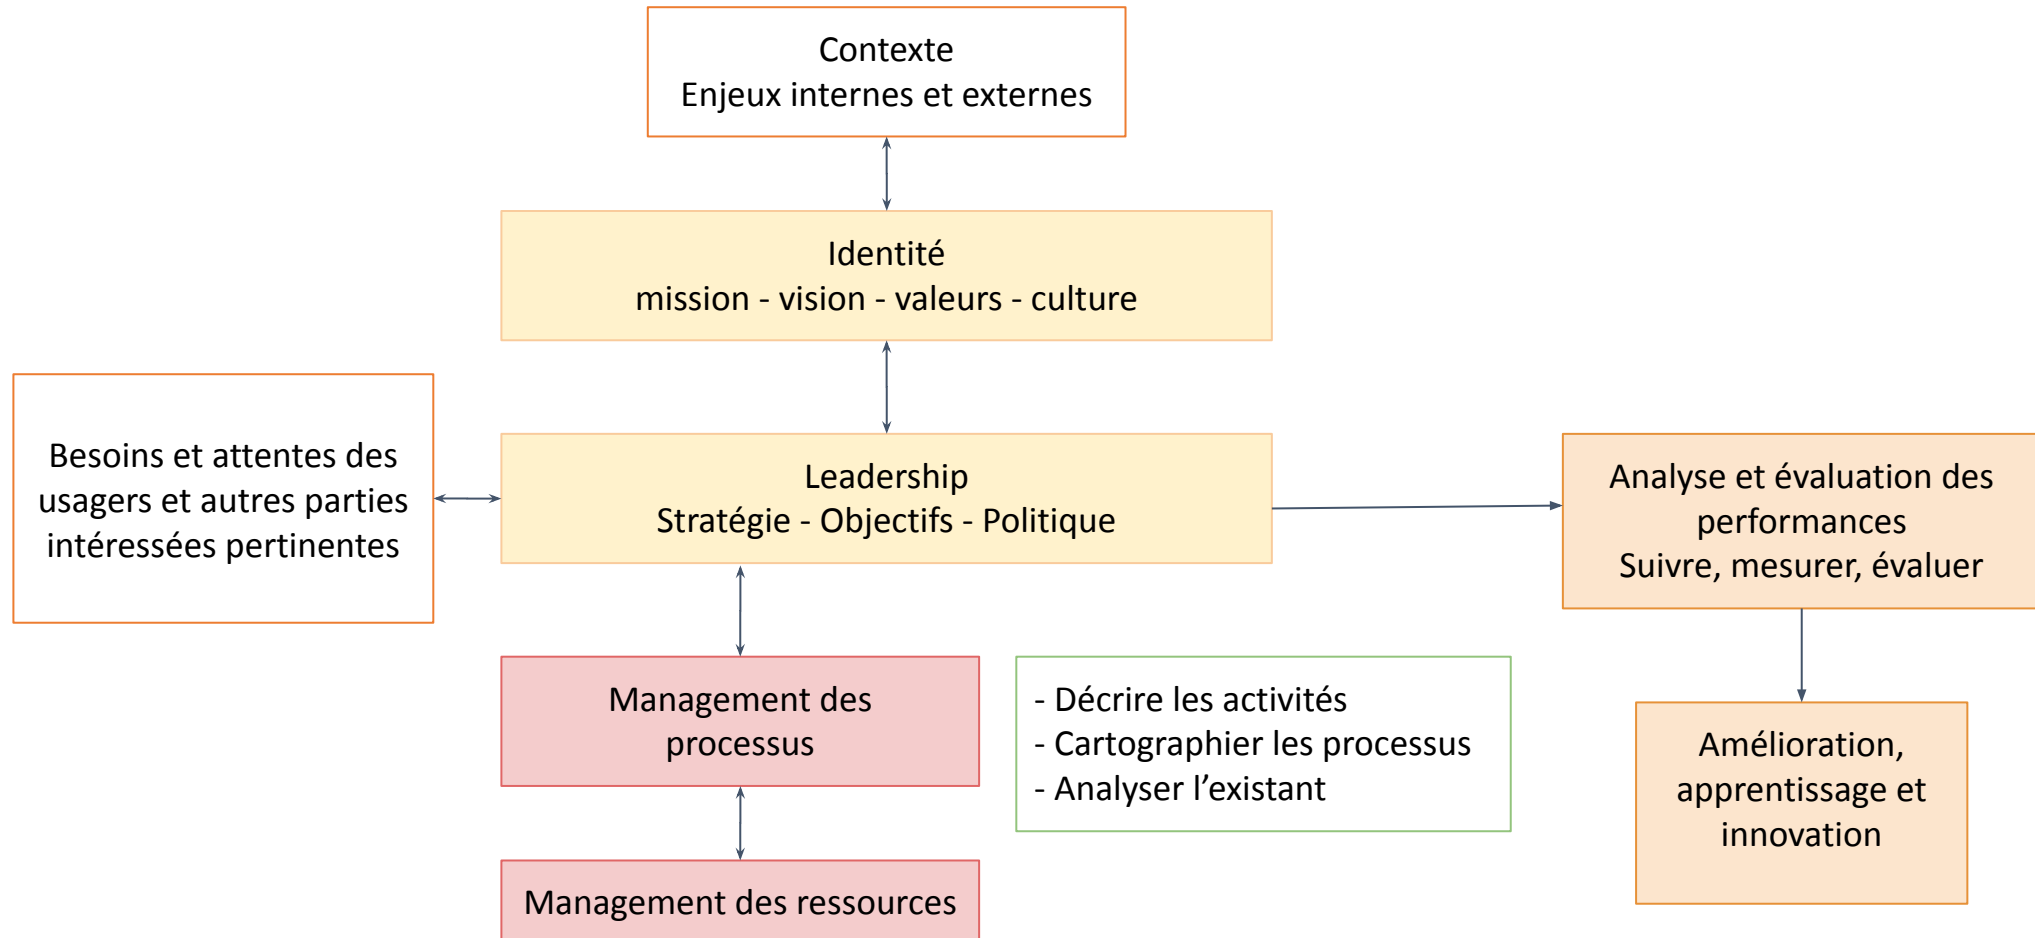 Contexte
Enjeux internes et externes
Identité
mission - vision - valeurs - culture
Besoins et attentes des
usagers et autres parties
intéressées pertinentes
Leadership
Stratégie - Objectifs - Politique
Analyse et évaluation des
performances
Suivre, mesurer, évaluer
Management des
processus
- Décrire les activités
- Cartographier les processus
- Analyser l’existant
Amélioration,
apprentissage et
innovation
Management des ressources